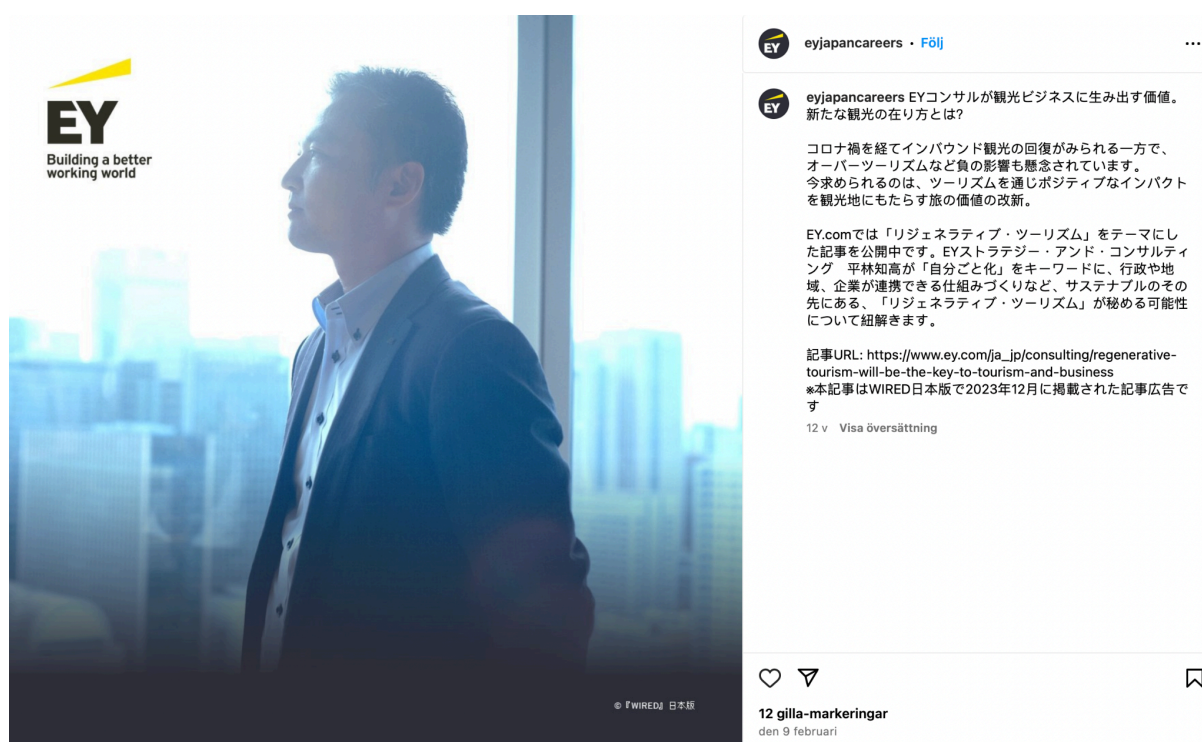 EY
Building a better
working world
© 『WIRED』 日本版
EY
eyjapancareers • Följ
EY
eyjapancareers EYコンサルが観光ビジネスに生み出す価値。
新たな観光の在り方とは?
コロナ禍を経てインバウンド観光の回復がみられる一方で、
オーバーツーリズムなど負の影響も懸念されています。
今求められるのは、ツーリズムを通じポジティブなインパクト
を観光地にもたらす旅の価値の改新。
EY.comでは「リジェネラティブ・ツーリズム」をテーマにし
た記事を公開中です。EYストラテジー・アンド・コンサルティ
ング　平林知高が「自分ごと化」をキーワードに、行政や地
域、企業が連携できる仕組みづくりなど、サステナブルのその
先にある、「リジェネラティブ・ツーリズム」が秘める可能性
について紐解きます。
記事URL: https://www.ey.com/ja_jp/consulting/regenerative-
tourism-will-be-the-key-to-tourism-and-business
※本記事はWIRED日本版で2023年12月に掲載された記事広告で
す
12 v Visa översättning
12 gilla-markeringar
den 9 februari